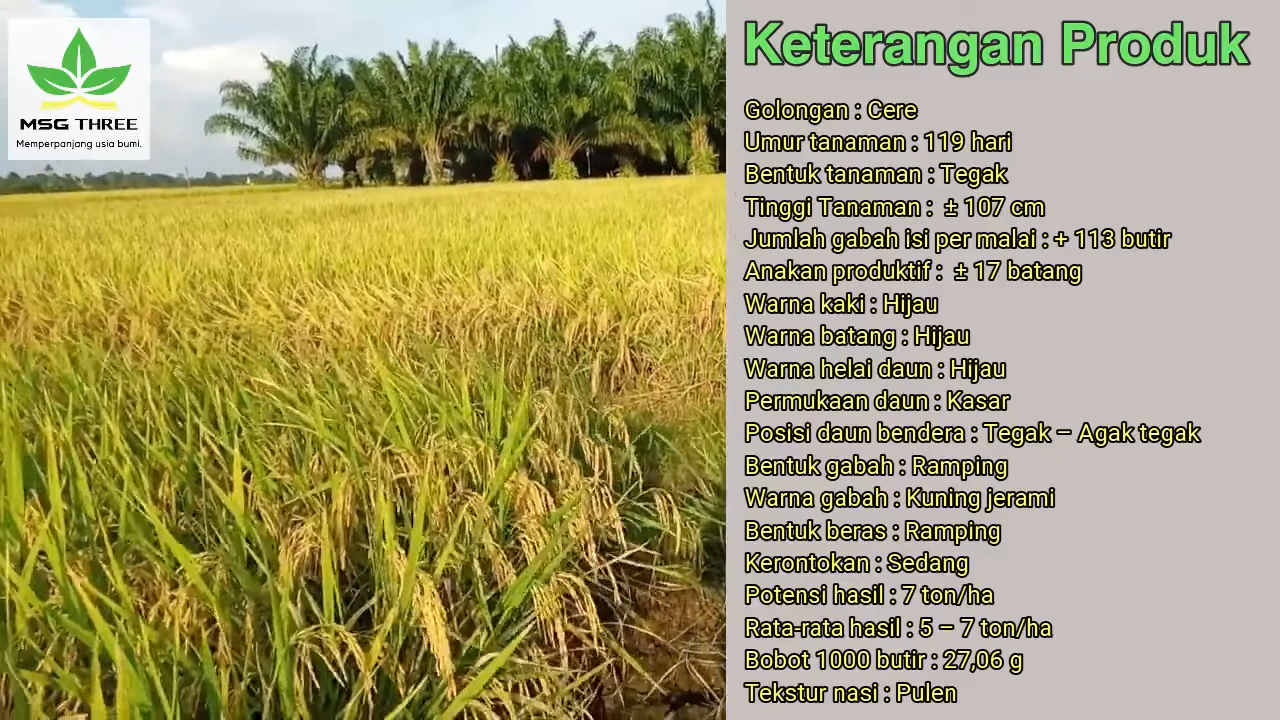 MSG THREE
Memperpanjang usia bumi.
Keterangan Produk
Golongan : Cere
Umur tanaman : 119 hari
Bentuk tanaman : Tegak
Tinggi Tanaman : ± 107 cm
Jumlah gabah isi per malai : + 113 butir
Anakan produktif : ± 17 batang
Warna kaki : Hijau
Warna batang : Hijau
Warna helai daun : Hijau
Permukaan daun : Kasar
Posisi daun bendera : Tegak – Agak tegak
Bentuk gabah : Ramping
Warna gabah : Kuning jerami
Bentuk beras : Ramping
Kerontokan : Sedang
Potensi hasil : 7 ton/ha
Rata-rata hasil : 5 – 7 ton/ha
Bobot 1000 butir : 27,06 g
Tekstur nasi : Pulen